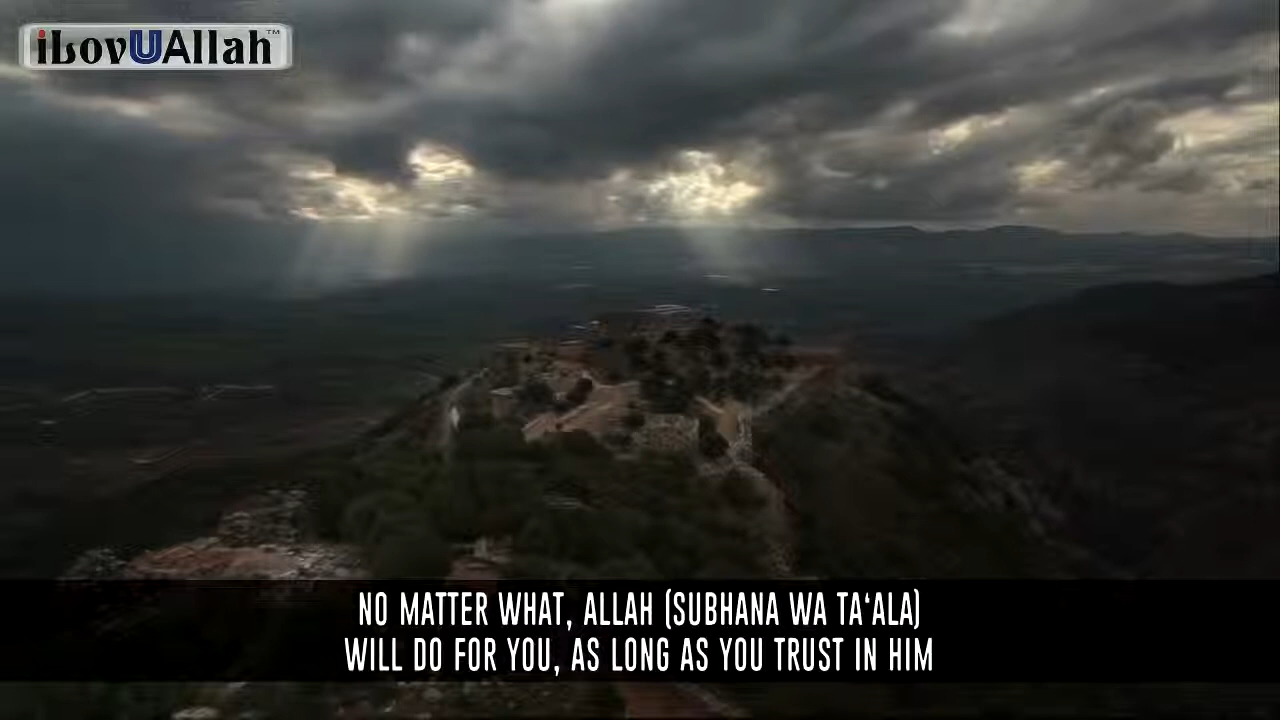 iLovUAllah™
NO MATTER WHAT, ALLAH (SUBHANA WA TA‘ALA)
WILL DO FOR YOU, AS LONG AS YOU TRUST IN HIM